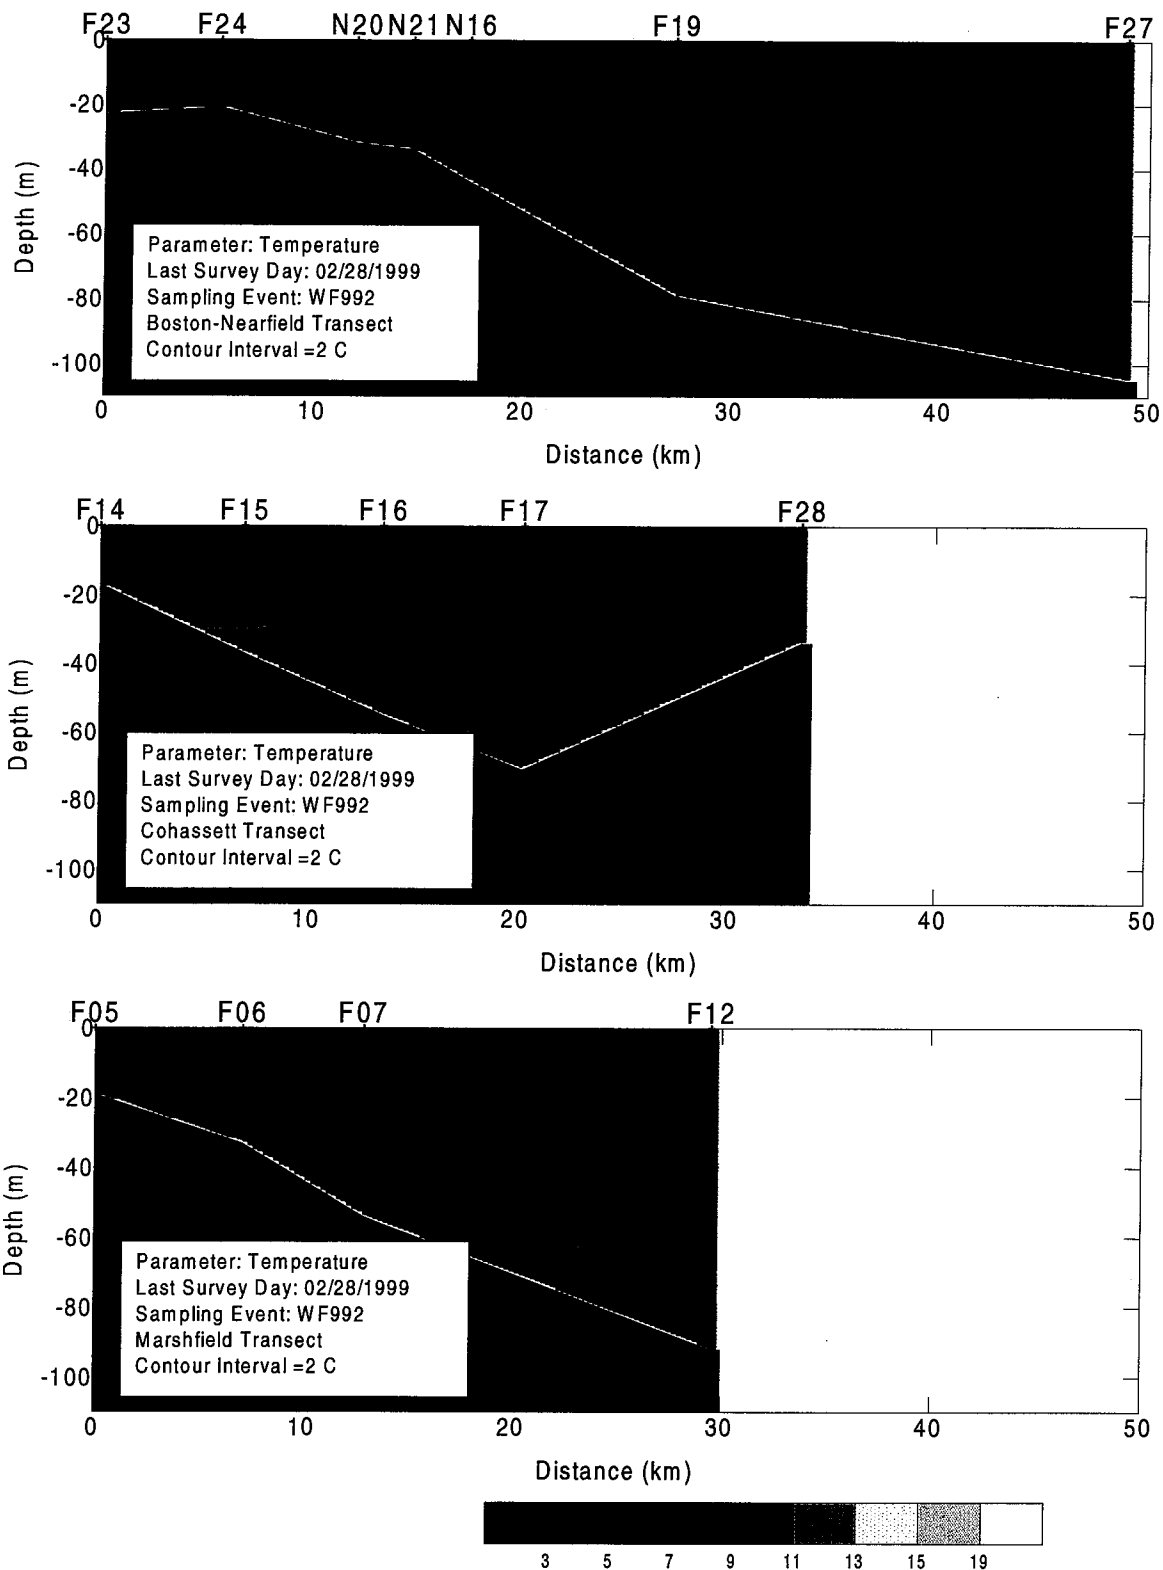 F23 F24 N20 N21 N16 F19 F27
0
-20
-40
-60
-80
-100
Depth (m)
Parameter: Temperature
Last Survey Day: 02/28/1999
Sampling Event: WF992
Boston-Nearfield Transect
Contour Interval =2 C
0 10 20 30 40 50
Distance (km)
F14 F15 F16 F17 F28
0
-20
-40
-60
-80
-100
Depth (m)
Parameter: Temperature
Last Survey Day: 02/28/1999
Sampling Event: WF992
Cohassett Transect
Contour Interval =2 C
0 10 20 30 40 50
Distance (km)
F05 F06 F07 F12
0
-20
-40
-60
-80
-100
Depth (m)
Parameter: Temperature
Last Survey Day: 02/28/1999
Sampling Event: WF992
Marshfield Transect
Contour Interval =2 C
0 10 20 30 40 50
Distance (km)
3 5 7 9 11 13 15 19